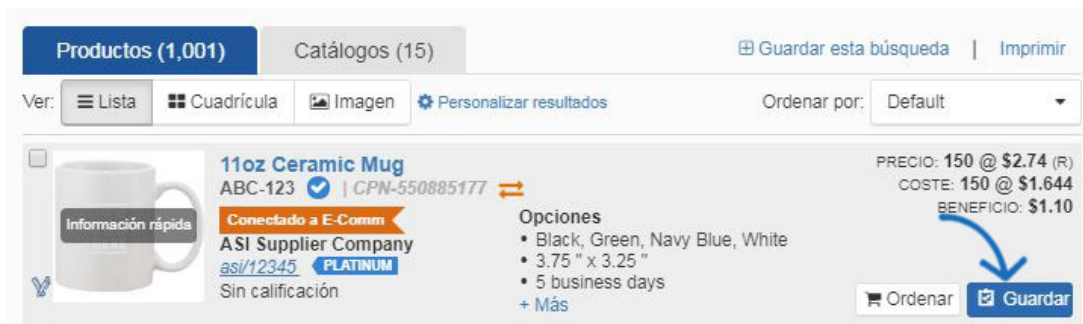 Productos (1,001) Catálogos (15) Guardar esta búsqueda | Imprimir
Ver: Lista Cuadrícula Imagen Personalizar resultados Ordenar por: Default
11oz Ceramic Mug
ABC-123 | CPN-550885177
Información rápida
Conectado a E-Comm
ASI Supplier Company
asi/12345 PLATINUM
Sin calificación
Opciones
• Black, Green, Navy Blue, White
• 3.75 " x 3.25 "
• 5 business days
+ Más
PRECIO: 150 @ $2.74 (R)
COSTE: 150 @ $1.644
BENEFICIO: $1.10
Ordenar Guardar